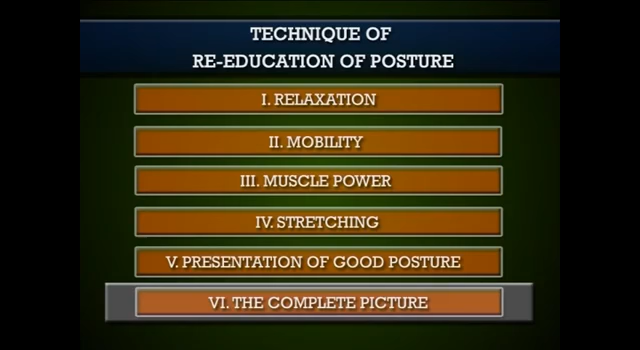 TECHNIQUE OF
RE-EDUCATION OF POSTURE
I. RELAXATION
II. MOBILITY
III. MUSCLE POWER
IV. STRETCHING
V. PRESENTATION OF GOOD POSTURE
VI. THE COMPLETE PICTURE